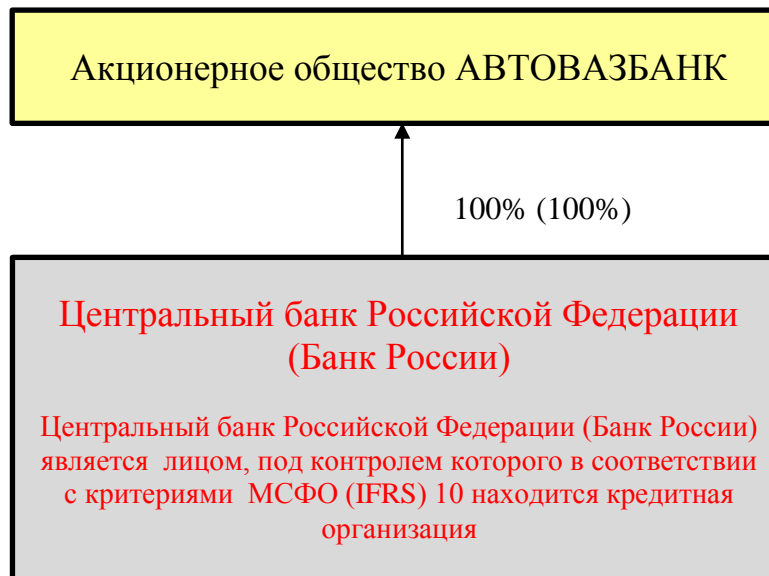 Акционерное общество АВТОВАЗБАНК
100% (100%)
Центральный банк Российской Федерации
(Банк России)
Центральный банк Российской Федерации (Банк России)
является лицом, под контролем которого в соответствии
с критериями МСФО (IFRS) 10 находится кредитная
организация